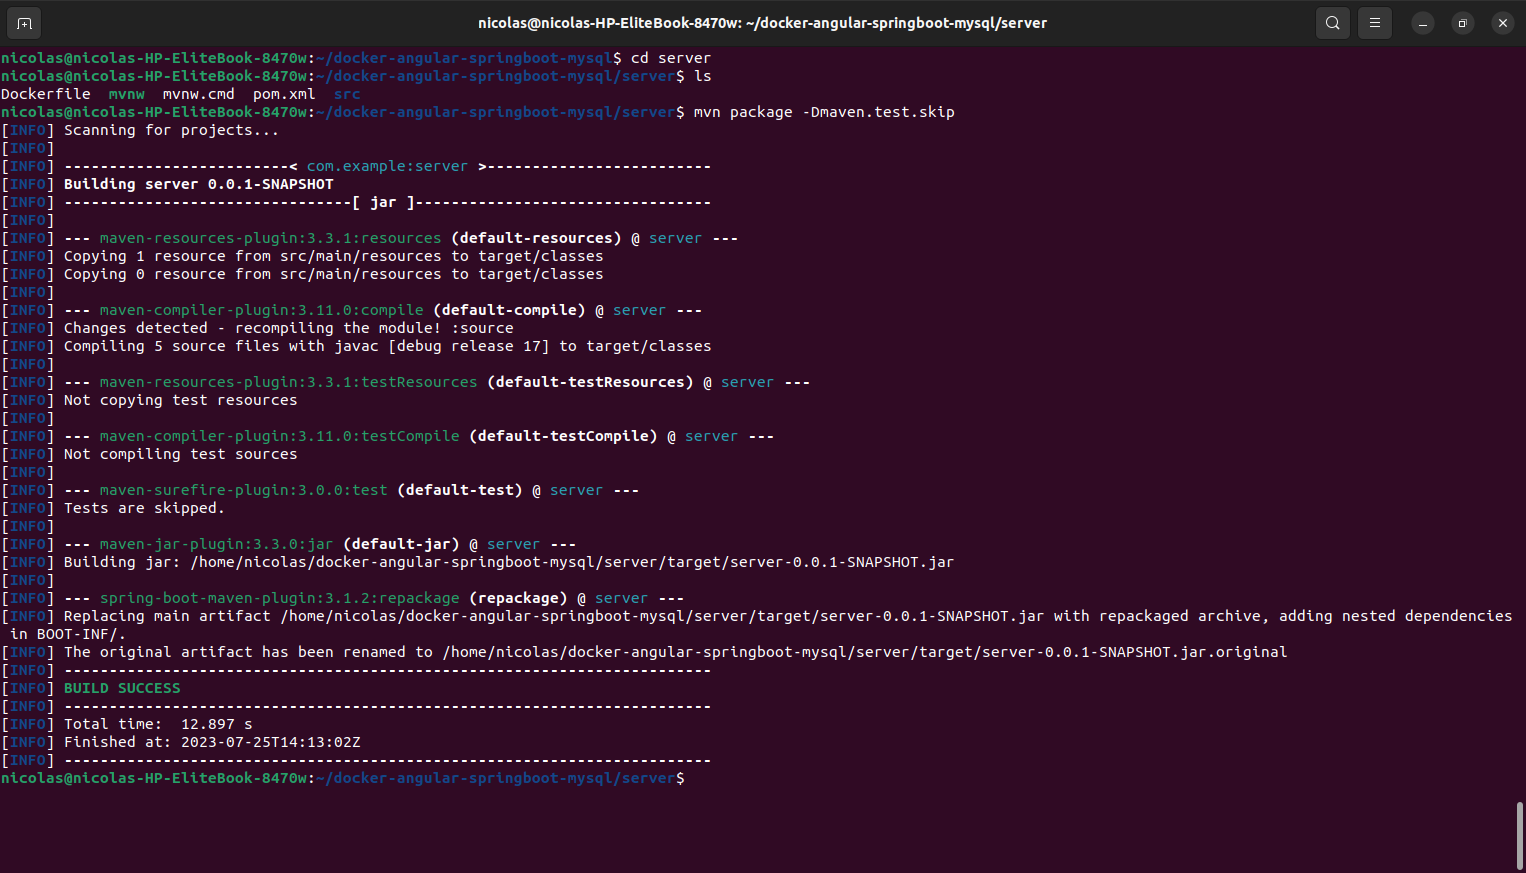 nicolas@nicolas-HP-EliteBook-8470w: ~/docker-angular-springboot-mysql/server
nicolas@nicolas-HP-EliteBook-8470w:~/docker-angular-springboot-mysql$ cd server
nicolas@nicolas-HP-EliteBook-8470w:~/docker-angular-springboot-mysql/server$ ls
Dockerfile  mvnw  mvnw.cmd  pom.xml  src
nicolas@nicolas-HP-EliteBook-8470w:~/docker-angular-springboot-mysql/server$ mvn package -Dmaven.test.skip
[INFO] Scanning for projects...
[INFO]
[INFO] -------------------------< com.example:server >-------------------------
[INFO] Building server 0.0.1-SNAPSHOT
[INFO] --------------------------------[ jar ]---------------------------------
[INFO]
[INFO] --- maven-resources-plugin:3.3.1:resources (default-resources) @ server ---
[INFO] Copying 1 resource from src/main/resources to target/classes
[INFO] Copying 0 resource from src/main/resources to target/classes
[INFO]
[INFO] --- maven-compiler-plugin:3.11.0:compile (default-compile) @ server ---
[INFO] Changes detected - recompiling the module! :source
[INFO] Compiling 5 source files with javac [debug release 17] to target/classes
[INFO]
[INFO] --- maven-resources-plugin:3.3.1:testResources (default-testResources) @ server ---
[INFO] Not copying test resources
[INFO]
[INFO] --- maven-compiler-plugin:3.11.0:testCompile (default-testCompile) @ server ---
[INFO] Not compiling test sources
[INFO]
[INFO] --- maven-surefire-plugin:3.0.0:test (default-test) @ server ---
[INFO] Tests are skipped.
[INFO]
[INFO] --- maven-jar-plugin:3.3.0:jar (default-jar) @ server ---
[INFO] Building jar: /home/nicolas/docker-angular-springboot-mysql/server/target/server-0.0.1-SNAPSHOT.jar
[INFO]
[INFO] --- spring-boot-maven-plugin:3.1.2:repackage (repackage) @ server ---
[INFO] Replacing main artifact /home/nicolas/docker-angular-springboot-mysql/server/target/server-0.0.1-SNAPSHOT.jar with repackaged archive, adding nested dependencies
 in BOOT-INF/.
[INFO] The original artifact has been renamed to /home/nicolas/docker-angular-springboot-mysql/server/target/server-0.0.1-SNAPSHOT.jar.original
[INFO] ------------------------------------------------------------------------
[INFO] BUILD SUCCESS
[INFO] ------------------------------------------------------------------------
[INFO] Total time:  12.897 s
[INFO] Finished at: 2023-07-25T14:13:02Z
[INFO] ------------------------------------------------------------------------
nicolas@nicolas-HP-EliteBook-8470w:~/docker-angular-springboot-mysql/server$